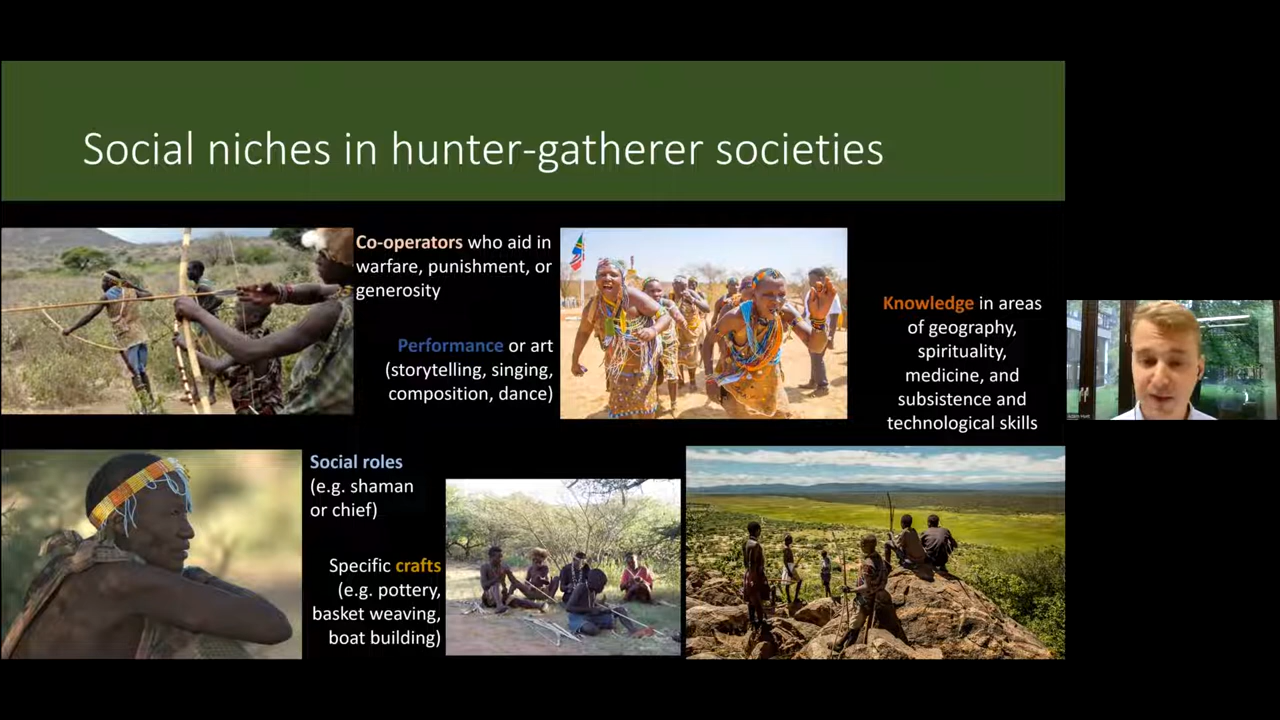 Social niches in hunter-gatherer societies
Co-operators who aid in
warfare, punishment, or
generosity
Performance or art
(storytelling, singing,
composition, dance)
Knowledge in areas
of geography,
spirituality,
medicine, and
subsistence and
technological skills
Social roles
(e.g. shaman
or chief)
Specific crafts
(e.g. pottery,
basket weaving,
boat building)
Adam Hunt